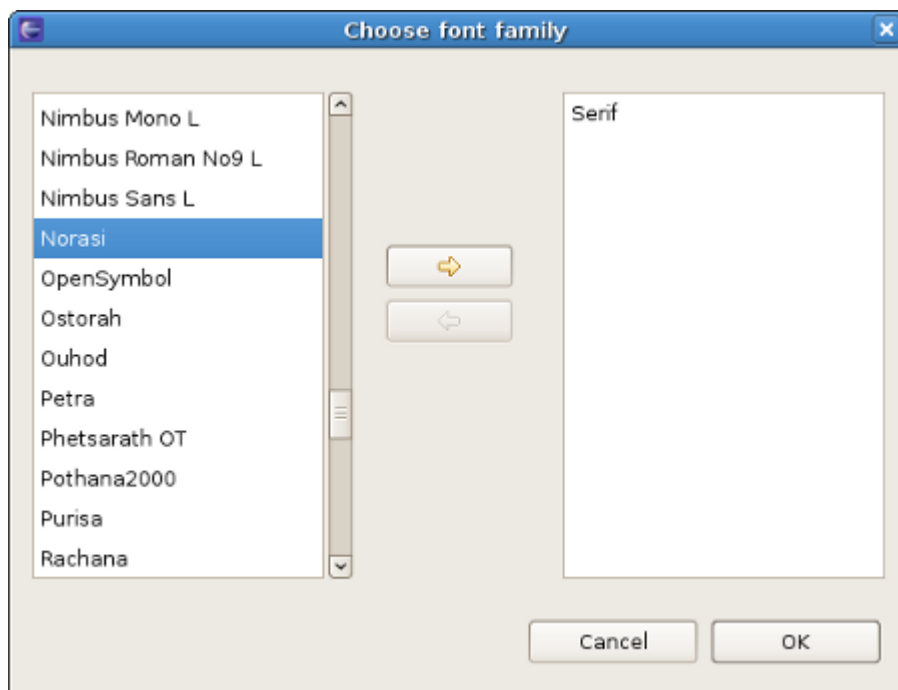 Choose font family
Nimbus Mono L
Nimbus Roman No9 L
Nimbus Sans L
Norasi
OpenSymbol
Ostorah
Ouhod
Petra
Phetsarath OT
Pothana2000
Purisa
Rachana
Serif
Cancel
OK